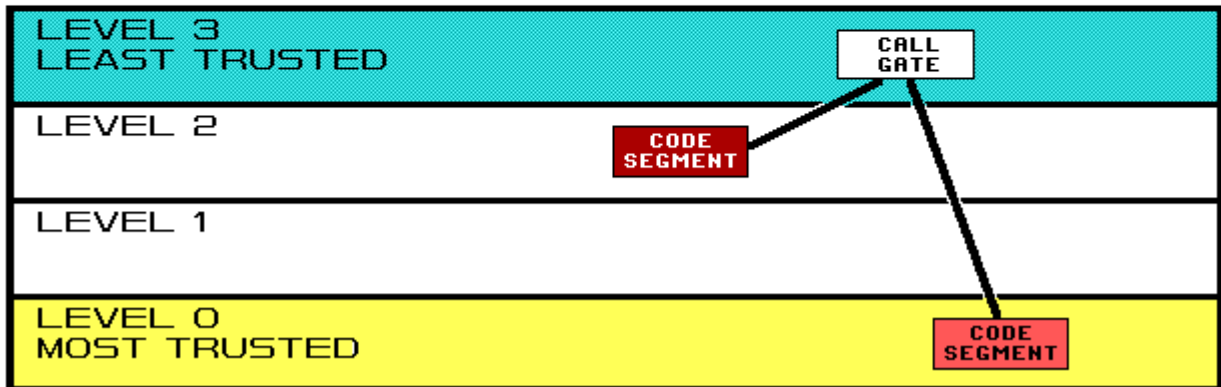 LEVEL 3
LEAST TRUSTED
CALL
GATE
LEVEL 2
CODE
SEGMENT
LEVEL 1
LEVEL 0
MOST TRUSTED
CODE
SEGMENT